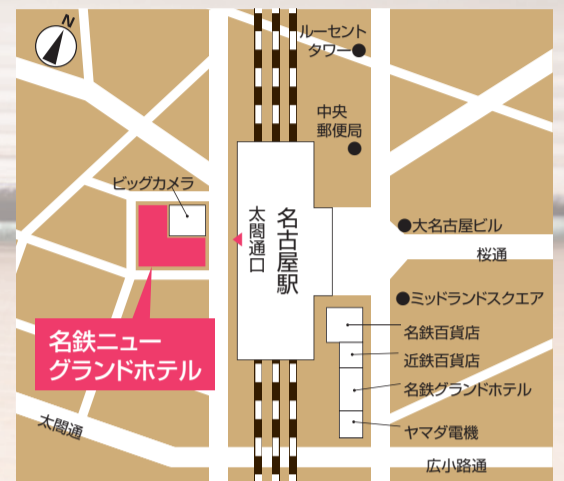 N
ルーセント
タワー
中央
郵便局
ビッグカメラ
名古屋駅
太閤通口
大名古屋ビル
桜通
ミッドランドスクエア
名鉄百貨店
近鉄百貨店
名鉄グランドホテル
ヤマダ電機
名鉄ニュー
グランドホテル
太閤通
広小路通